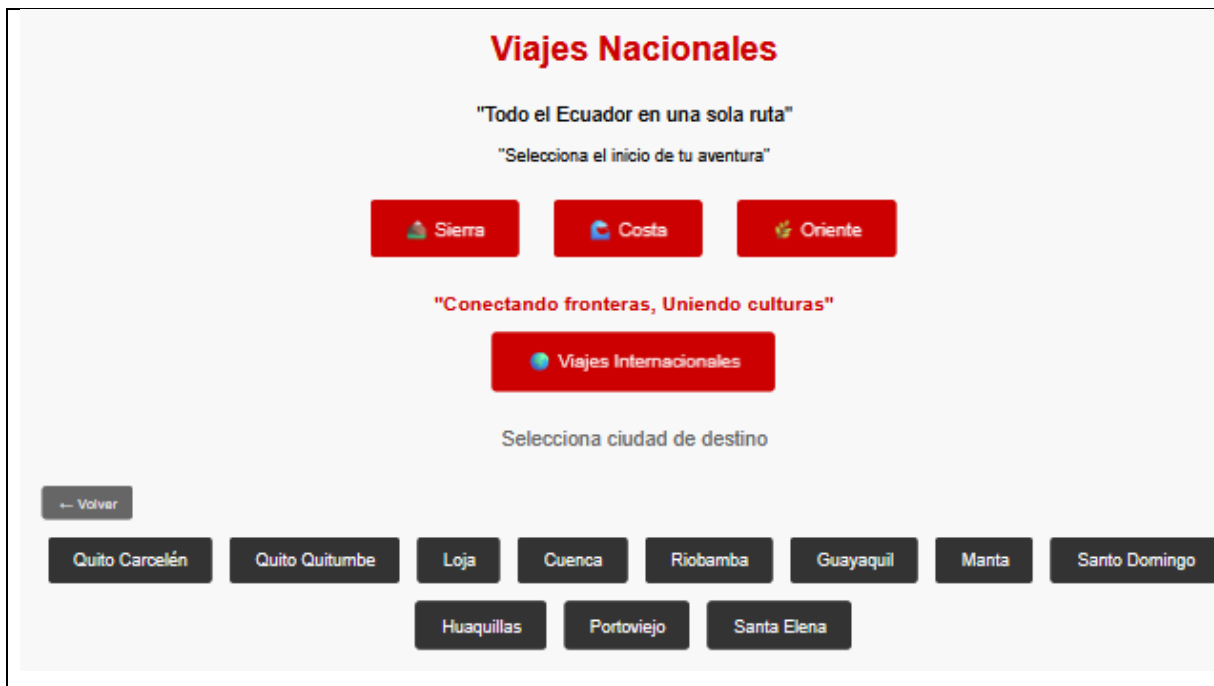 Viajes Nacionales
"Todo el Ecuador en una sola ruta"
"Selecciona el inicio de tu aventura"
Sierra Costa Oriente
"Conectando fronteras, Uniendo culturas"
Viajes Internacionales
Selecciona ciudad de destino
← Volver
Quito Carcelén Quito Quitumbe Loja Cuenca Riobamba Guayaquil Manta Santo Domingo
Huaquillas Portoviejo Santa Elena